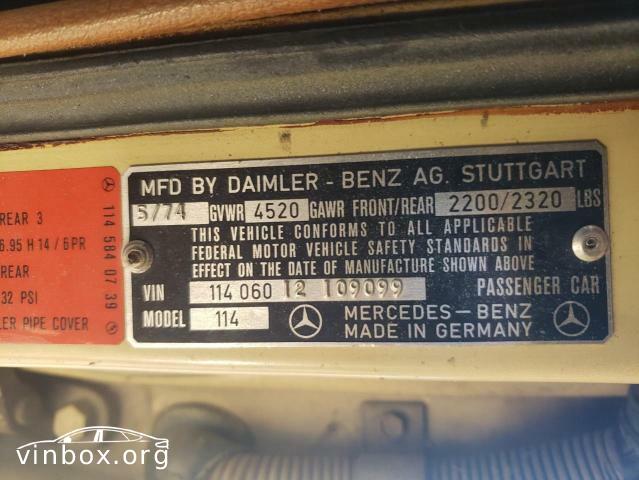 REAR 3
6.95 H 14 / 6 PR
REAR
32 PSI
LER PIPE COVER
114 584 07 39
MFD BY DAIMLER - BENZ AG. STUTTGART
5/74 GVWR 4520 GAWR FRONT/REAR 2200/2320 LBS
THIS VEHICLE CONFORMS TO ALL APPLICABLE
FEDERAL MOTOR VEHICLE SAFETY STANDARDS IN
EFFECT ON THE DATE OF MANUFACTURE SHOWN ABOVE
VIN 114 060 12 109099 PASSENGER CAR
MODEL 114 MERCEDES-BENZ
MADE IN GERMANY
vinbox.org